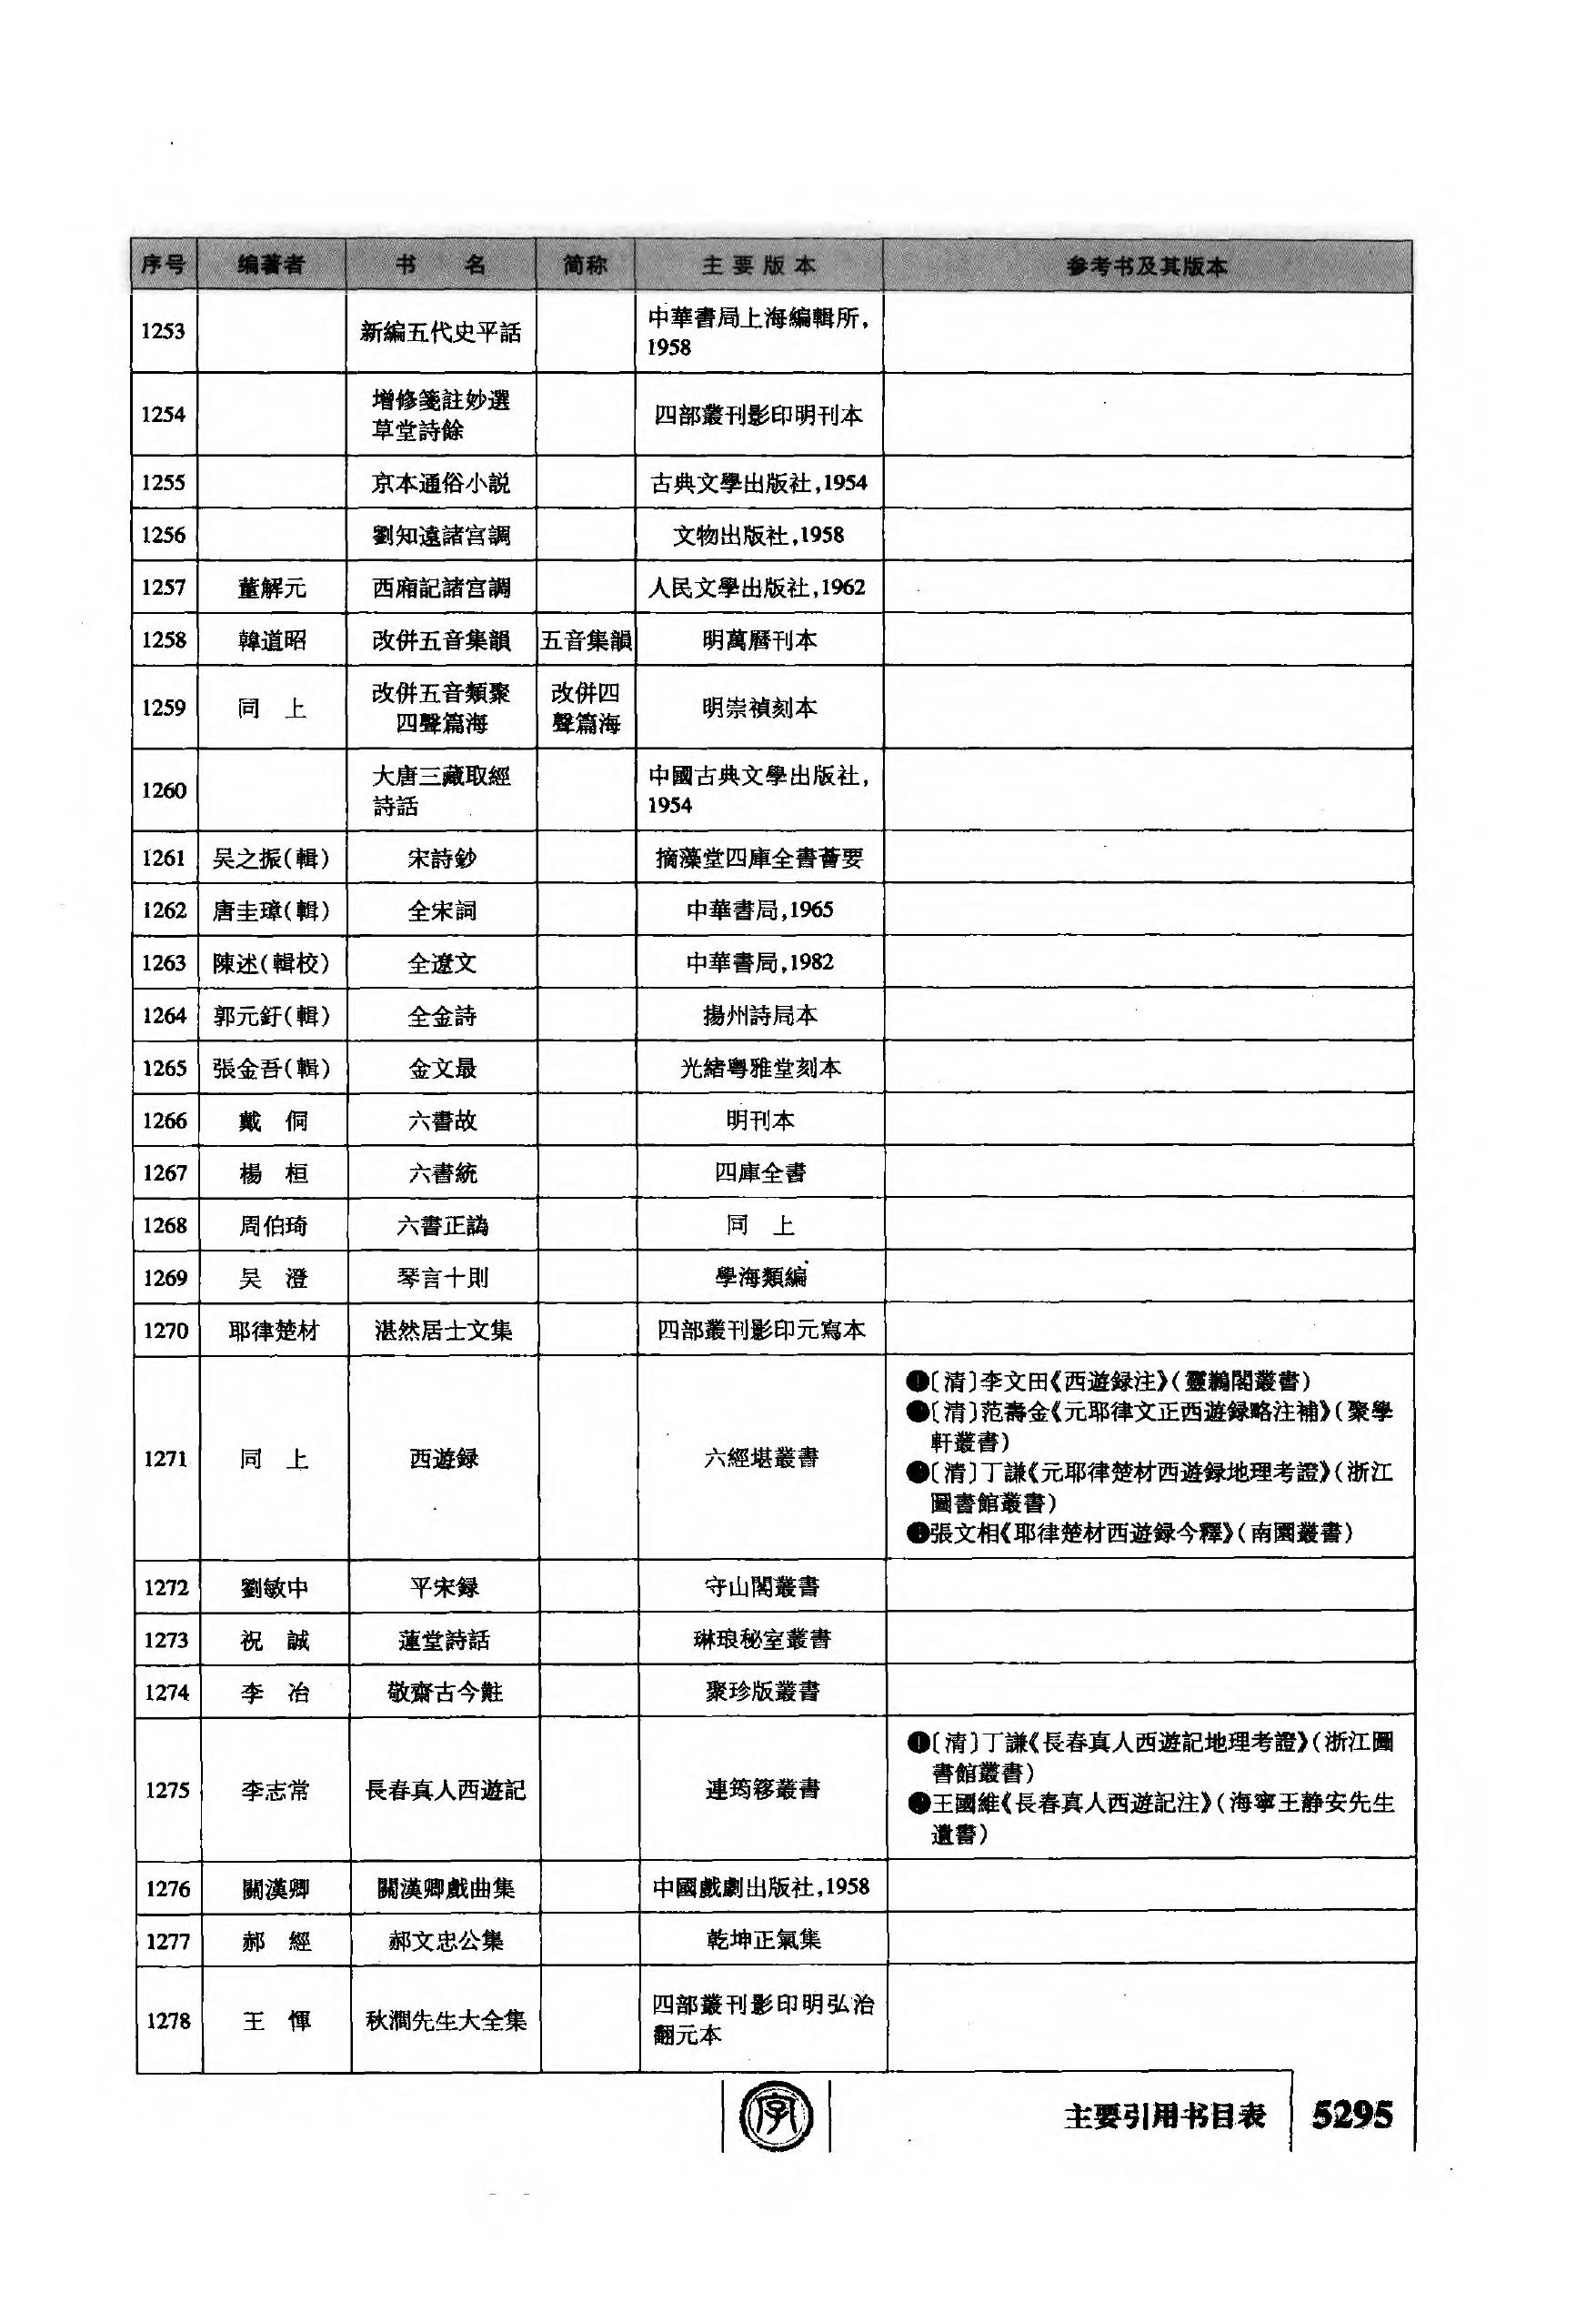 序号 编著者 书 名 简称 主要版本 参考书及其版本
1253 新編五代史平話 中華書局上海編輯所,
1958
1254 增修箋註妙選
草堂詩餘 四部叢刊影印明刊本
1255 京本通俗小説 古典文學出版社,1954
1256 劉知遠諸宫調 文物出版社,1958
1257 董解元 西廂記諸宫調 人民文學出版社,1962
1258 韓道昭 改併五音集韻 五音集韻 明萬曆刊本
1259 同 上 改併五音類聚
四聲篇海 改併四
聲篇海 明崇禎刻本
1260 大唐三藏取經
詩話 中國古典文學出版社,
1954
1261 吴之振(輯) 宋詩鈔 摛藻堂四庫全書薈要
1262 唐圭璋(輯) 全宋詞 中華書局,1965
1263 陳述(輯校) 全遼文 中華書局,1982
1264 郭元釪(輯) 全金詩 揚州詩局本
1265 張金吾(輯) 金文最 光緒粤雅堂刻本
1266 戴 侗 六書故 明刊本
1267 楊 桓 六書統 四庫全書
1268 周伯琦 六書正譌 同 上
1269 吴 澄 琴言十則 學海類編
1270 耶律楚材 湛然居士文集 四部叢刊影印元寫本
1271 同 上 西遊録 六經堪叢書
❶〔清〕李文田《西遊録注》(靈鶼閣叢書)
❷〔清〕范壽金《元耶律文正西遊録略注補》(聚學
軒叢書)
❸〔清〕丁謙《元耶律楚材西遊録地理考證》(浙江
圖書館叢書)
❹張文相《耶律楚材西遊録今釋》(南園叢書)
1272 劉敏中 平宋録 守山閣叢書
1273 祝 誠 蓮堂詩話 琳琅秘室叢書
1274 李 冶 敬齋古今黈 聚珍版叢書
1275 李志常 長春真人西遊記 連筠簃叢書
❶〔清〕丁謙《長春真人西遊記地理考證》(浙江圖
書館叢書)
❷王國維《長春真人西遊記注》(海寧王静安先生
遺書)
1276 關漢卿 關漢卿戲曲集 中國戲劇出版社,1958
1277 郝 經 郝文忠公集 乾坤正氣集
1278 王 惲 秋澗先生大全集 四部叢刊影印明弘治
翻元本
字
主要引用书目表 5295